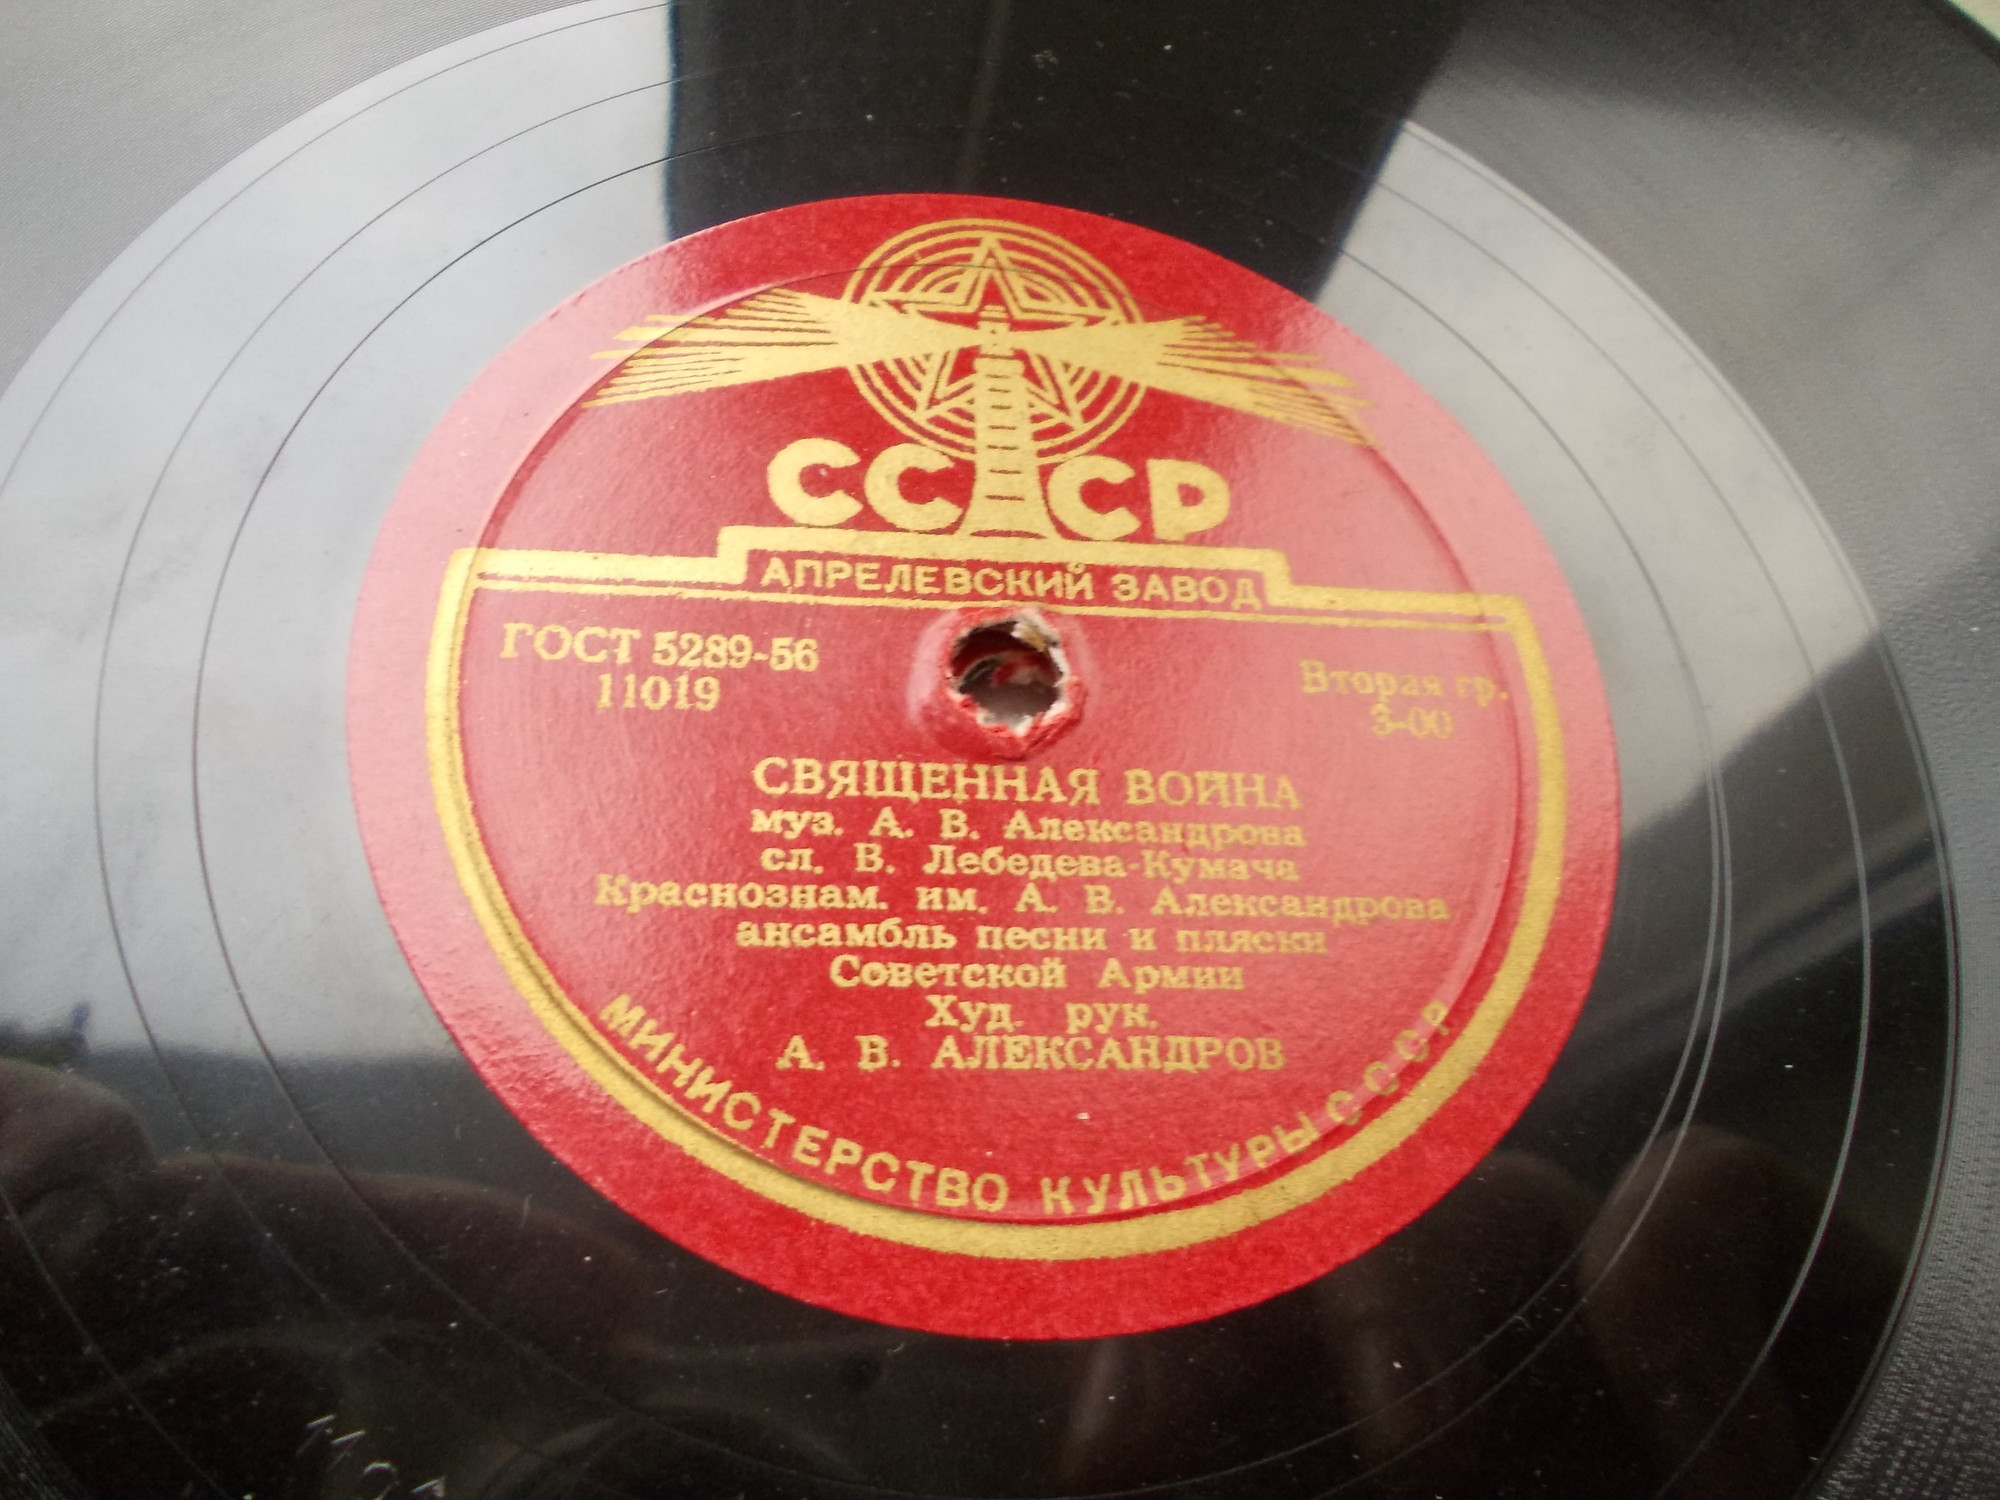 СССР
АПРЕЛЕВСКИЙ ЗАВОД
ГОСТ 5289-56
11019
Вторая гр.
3-00
СВЯЩЕННАЯ ВОЙНА
муз. А. В. Александрова
сл. В. Лебедева-Кумача
Краснознам. им. А. В. Александрова
ансамбль песни и пляски
Советской Армии
Худ. рук.
А. В. АЛЕКСАНДРОВ
МИНИСТЕРСТВО КУЛЬТУРЫ СССР